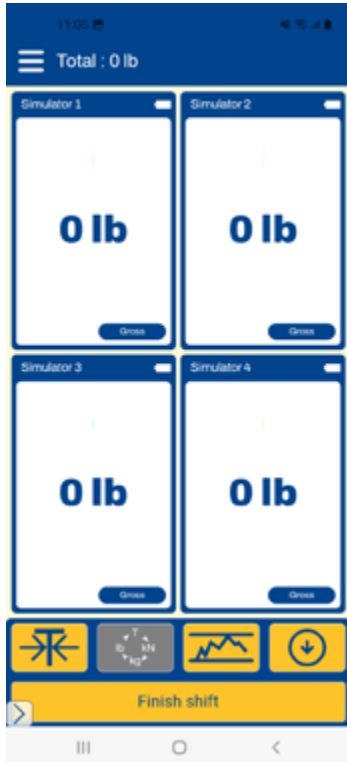 11:05
Total : 0 lb
Simulator 1
Simulator 2
0 lb
0 lb
Gross
Gross
Simulator 3
Simulator 4
0 lb
0 lb
Gross
Gross
T
lb kN
kg
Finish shift